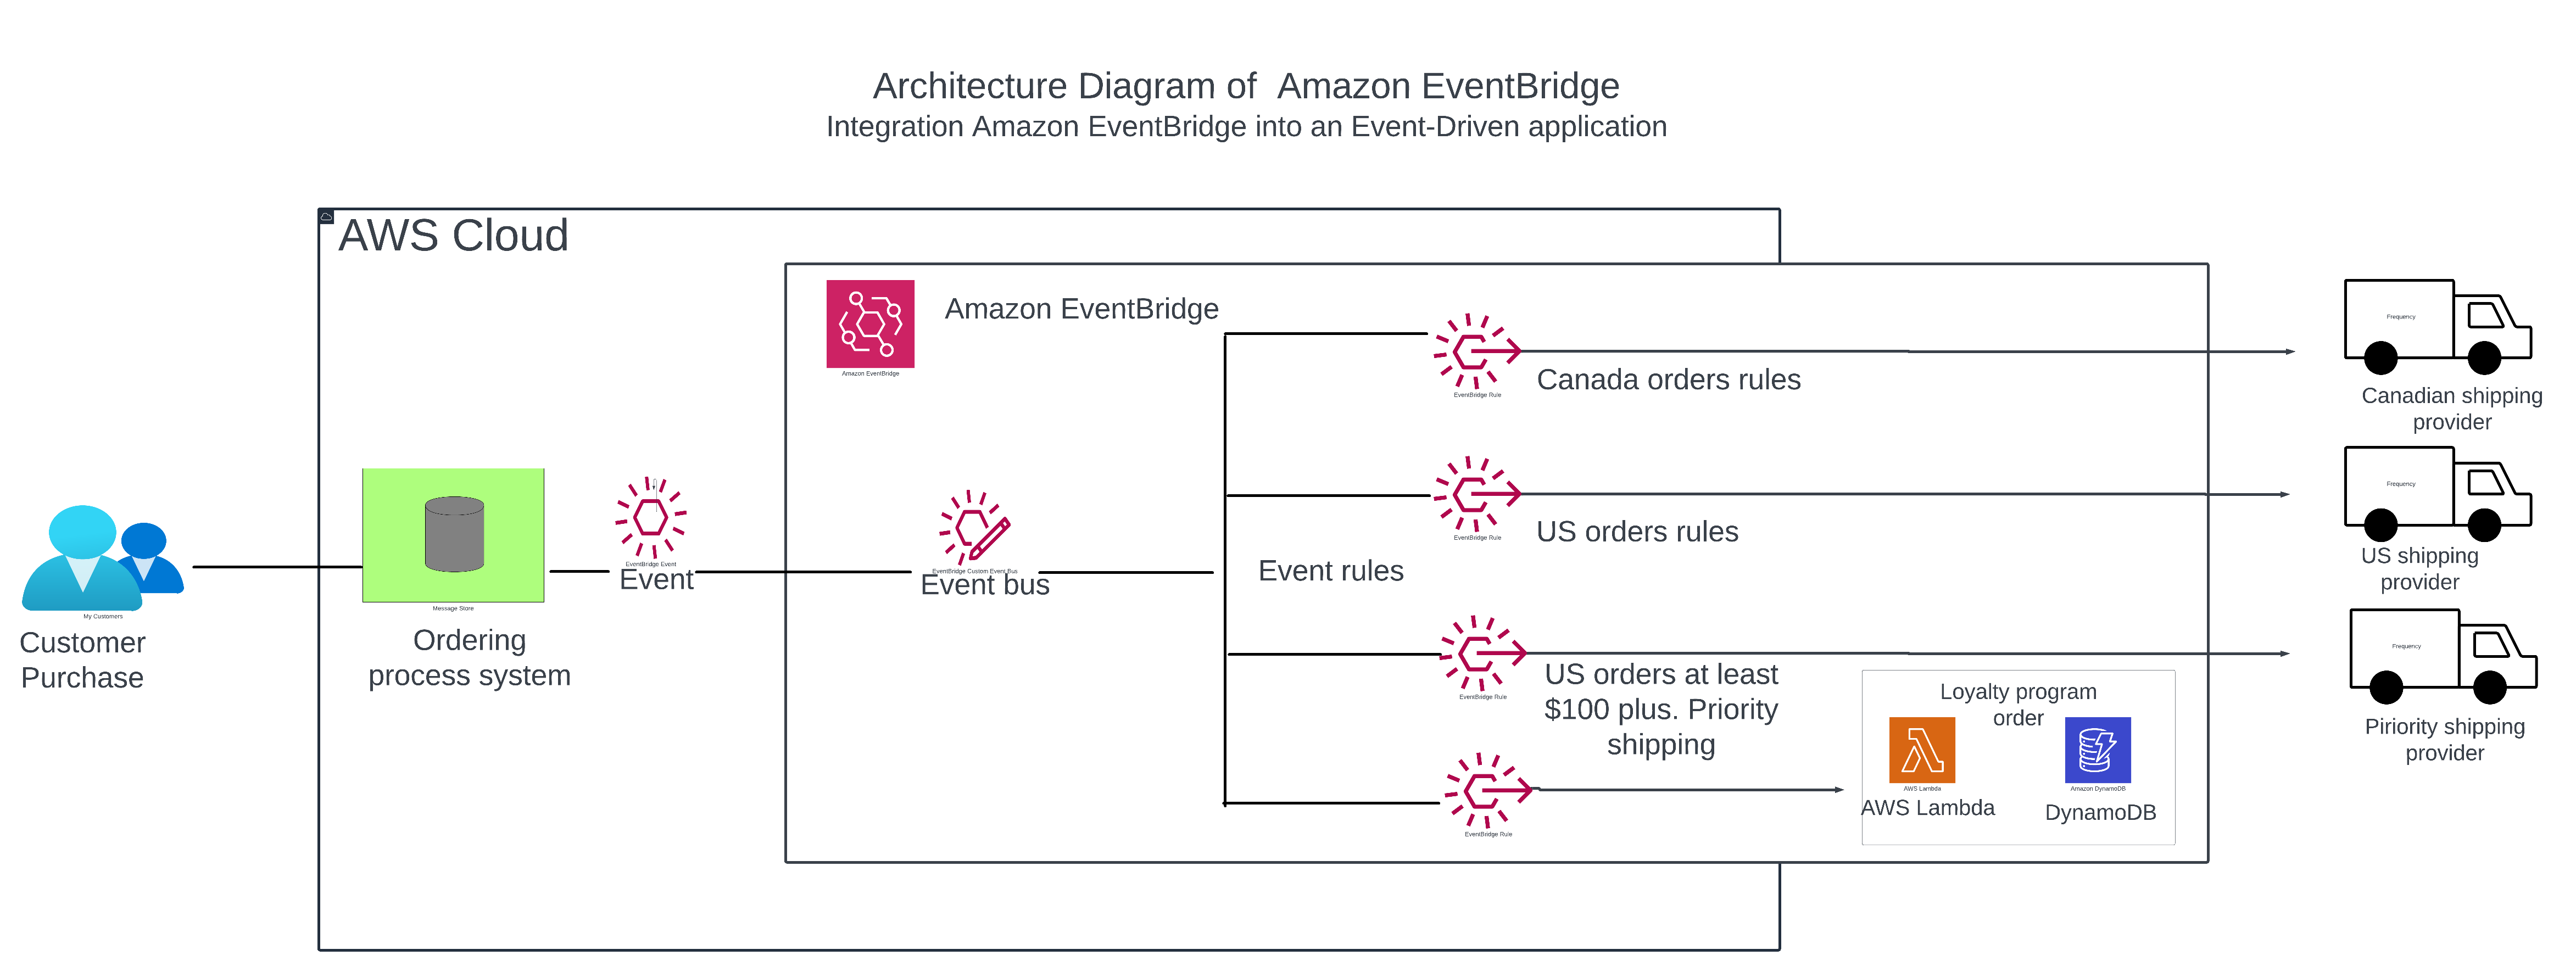 Architecture Diagram of  Amazon EventBridge
Integration Amazon EventBridge into an Event-Driven application
AWS Cloud
Amazon EventBridge
Amazon EventBridge
Canada orders rules
EventBridge Rule
Frequency
Canadian shipping
provider
My Customers
Customer
Purchase
Message Store
Ordering
process system
EventBridge Event
Event
EventBridge Custom Event Bus
Event bus
Event rules
EventBridge Rule
US orders rules
Frequency
US shipping
provider
EventBridge Rule
US orders at least
$100 plus. Priority
shipping
Frequency
Piriority shipping
provider
EventBridge Rule
Loyalty program
order
AWS Lambda
AWS Lambda
Amazon DynamoDB
DynamoDB